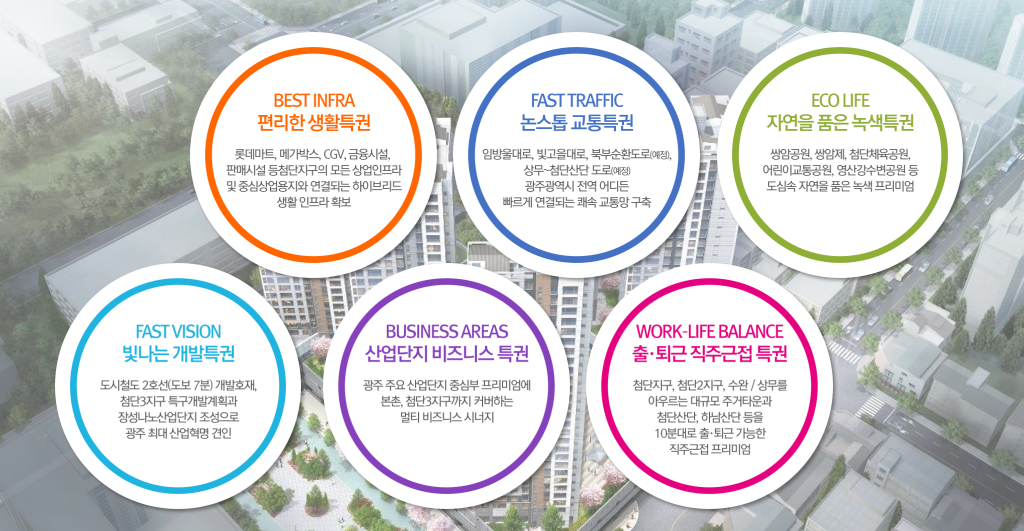 BEST INFRA
편리한 생활특권
롯데마트, 메가박스, CGV, 금융시설,
판매시설 등첨단지구의 모든 상업인프라
및 중심상업용지와 연결되는 하이브리드
생활 인프라 확보
FAST TRAFFIC
논스톱 교통특권
임방울대로, 빛고을대로, 북부순환도로(예정),
상무~첨단산단 도로(예정)
광주광역시 전역 어디든
빠르게 연결되는 쾌속 교통망 구축
ECO LIFE
자연을 품은 녹색특권
쌍암공원, 쌍암제, 첨단체육공원,
어린이교통공원, 영산강수변공원 등
도심속 자연을 품은 녹색 프리미엄
FAST VISION
빛나는 개발특권
도시철도 2호선(도보 7분) 개발호재,
첨단3지구 특구개발계획과
장성나노산업단지 조성으로
광주 최대 산업혁명 견인
BUSINESS AREAS
산업단지 비즈니스 특권
광주 주요 산업단지 중심부 프리미엄에
본촌, 첨단3지구까지 커버하는
멀티 비즈니스 시너지
WORK-LIFE BALANCE
출·퇴근 직주근접 특권
첨단지구, 첨단2지구, 수완 / 상무를
아우르는 대규모 주거타운과
첨단산단, 하남산단 등을
10분대로 출·퇴근 가능한
직주근접 프리미엄